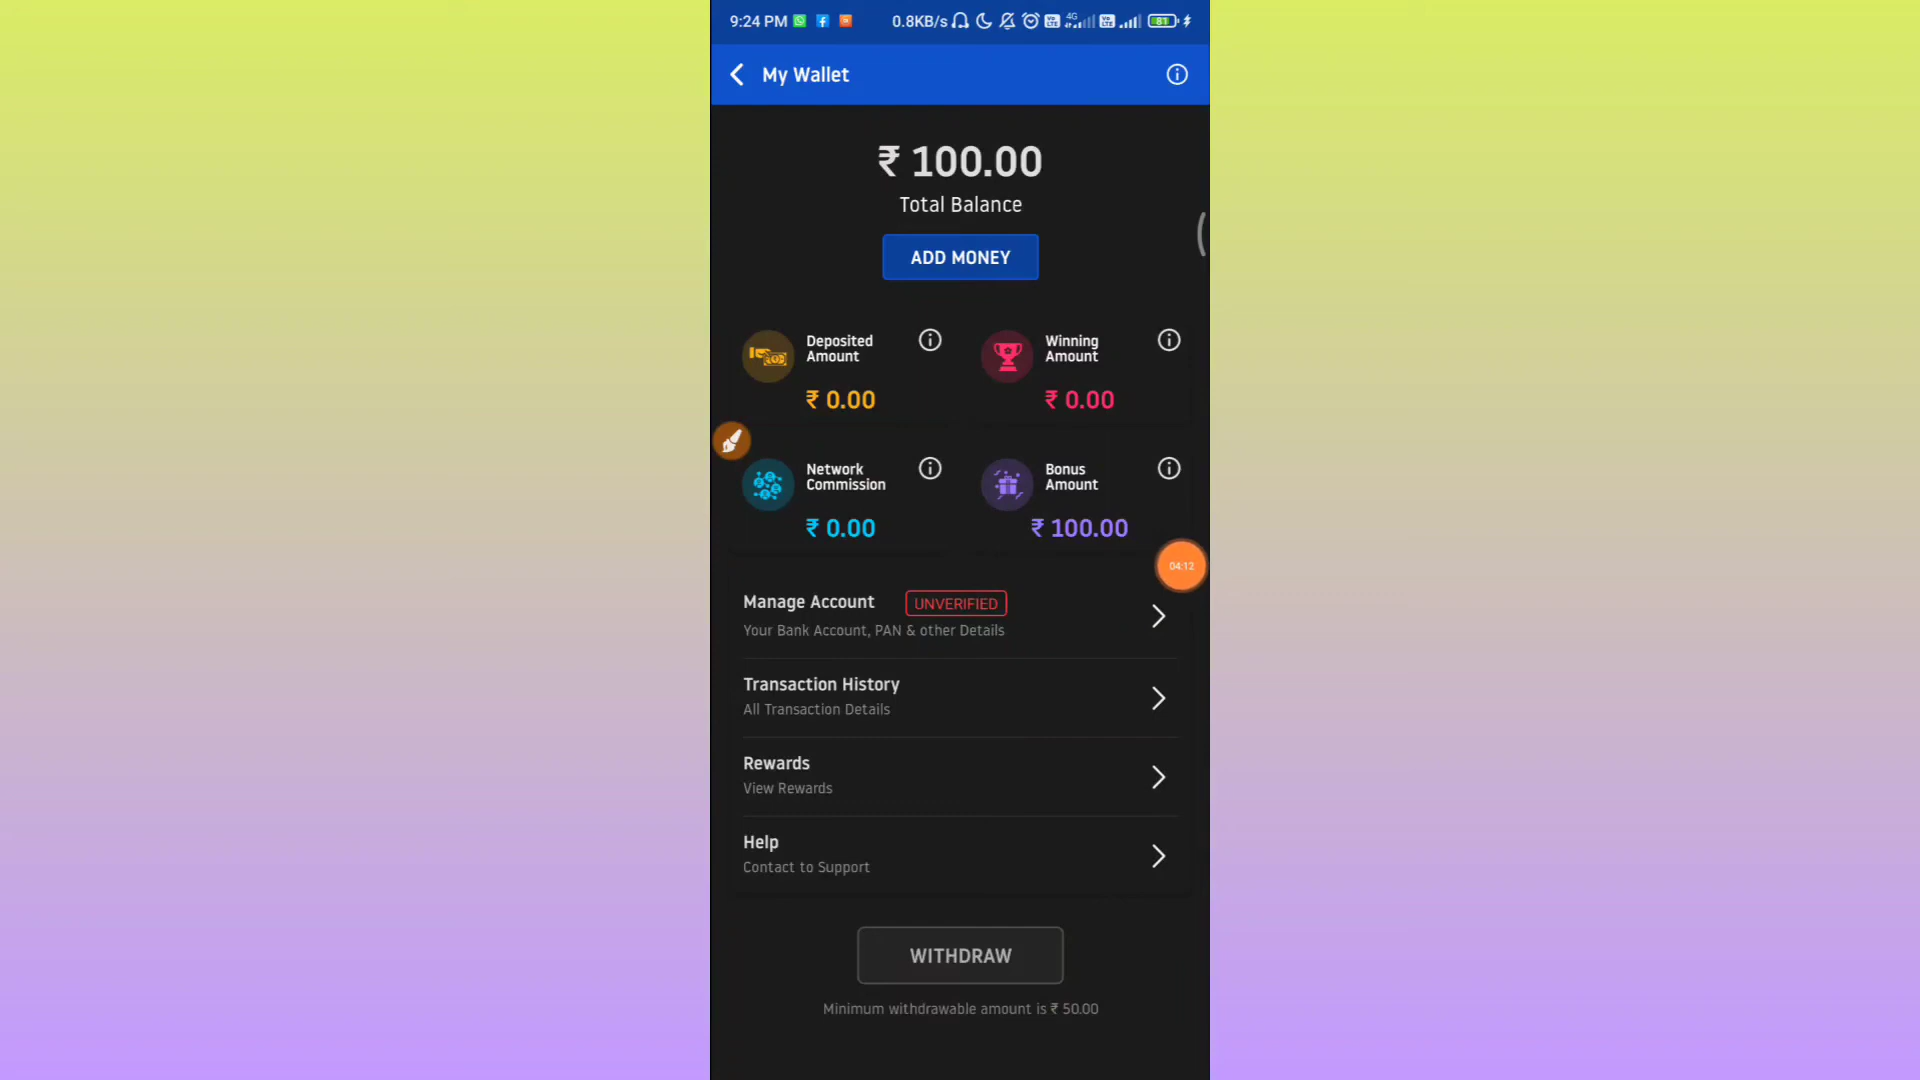 9:24 PM 0.8KB/s 4G 81
My Wallet
₹ 100.00
Total Balance
ADD MONEY
Deposited
Amount
₹ 0.00
Winning
Amount
₹ 0.00
Network
Commission
₹ 0.00
Bonus
Amount
₹ 100.00
04:12
Manage Account UNVERIFIED
Your Bank Account, PAN & other Details
Transaction History
All Transaction Details
Rewards
View Rewards
Help
Contact to Support
WITHDRAW
Minimum withdrawable amount is ₹ 50.00